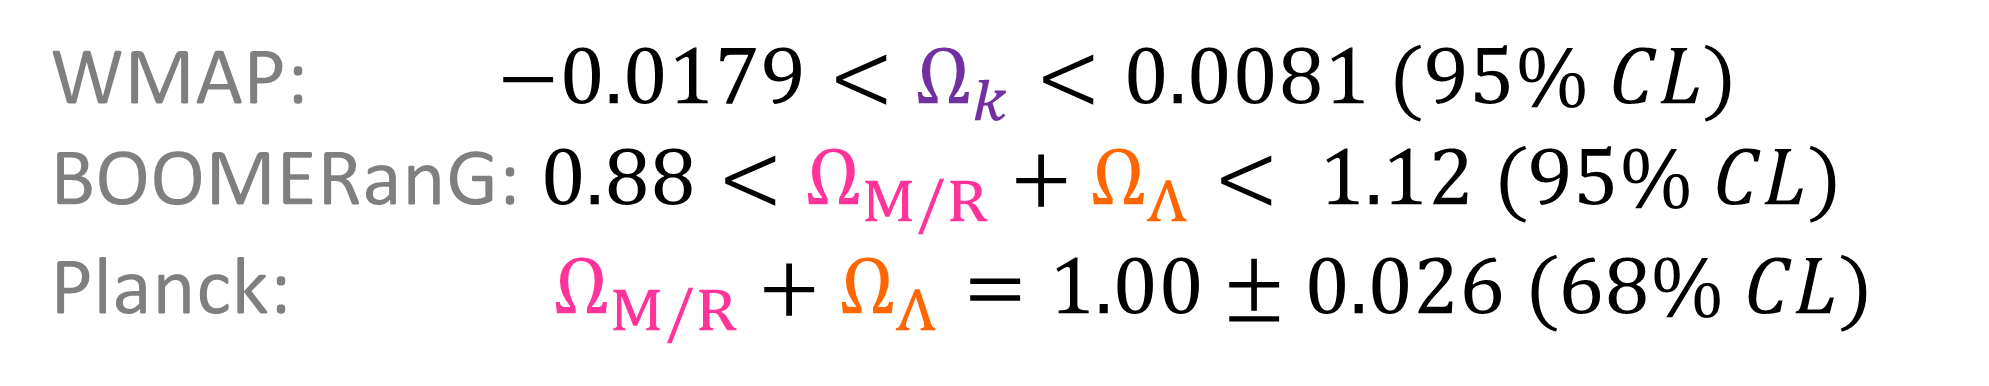 WMAP: −0.0179 < Ωk < 0.0081 (95% CL)
BOOMERanG: 0.88 < ΩM/R + ΩΛ < 1.12 (95% CL)
Planck: ΩM/R + ΩΛ = 1.00 ± 0.026 (68% CL)